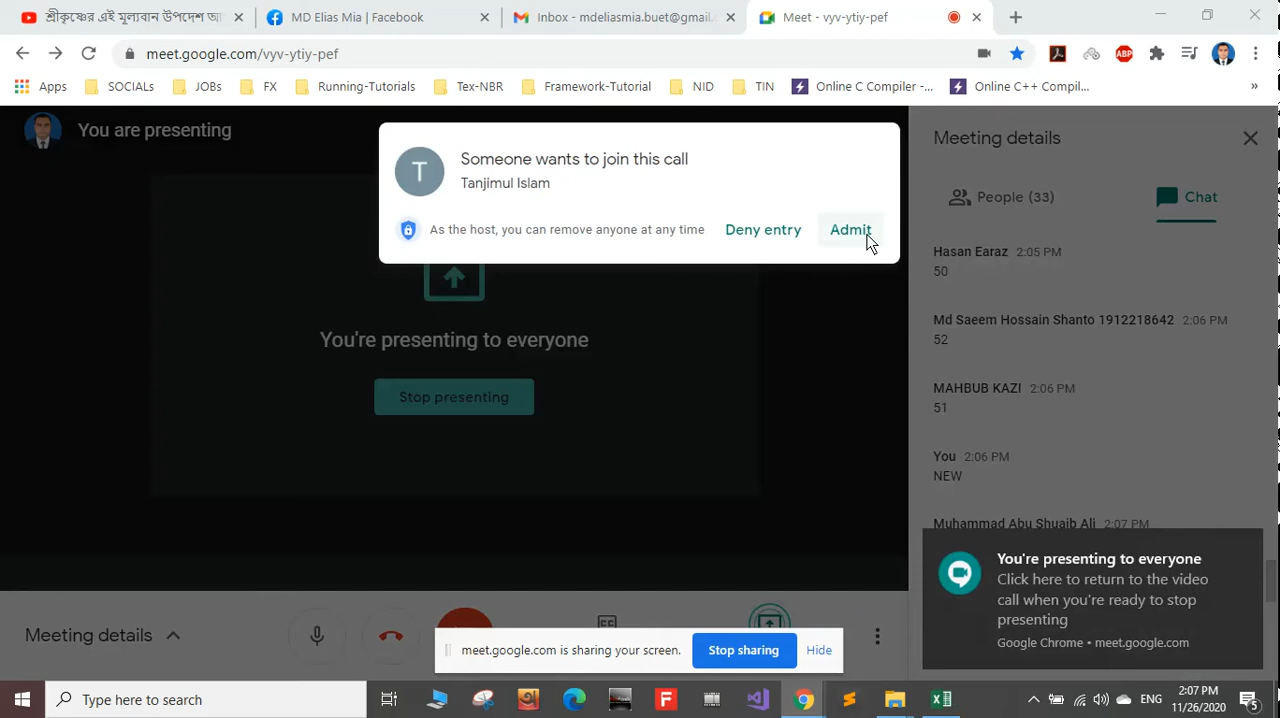 শ্রীকৃষ্ণের এই মূল্যবান উপদেশ আ
MD Elias Mia | Facebook
Inbox - mdeliasmia.buet@gmail.c
Meet - vyv-ytiy-pef
meet.google.com/vyv-ytiy-pef
ABP
Apps
SOCIALs
JOBs
FX
Running-Tutorials
Tex-NBR
Framework-Tutorial
NID
TIN
Online C Compiler -...
Online C++ Compil...
»
You are presenting
T
Someone wants to join this call
Tanjimul Islam
As the host, you can remove anyone at any time
Deny entry
Admit
You're presenting to everyone
Stop presenting
Meeting details
People (33)
Chat
Hasan Earaz 2:05 PM
50
Md Saeem Hossain Shanto 1912218642 2:06 PM
52
MAHBUB KAZI 2:06 PM
51
You 2:06 PM
NEW
Muhammad Abu Shuaib Ali 2:07 PM
You're presenting to everyone
Click here to return to the video
call when you're ready to stop
presenting
Google Chrome • meet.google.com
Meeting details
meet.google.com is sharing your screen.
Stop sharing
Hide
Type here to search
F
ENG
2:07 PM
11/26/2020
5